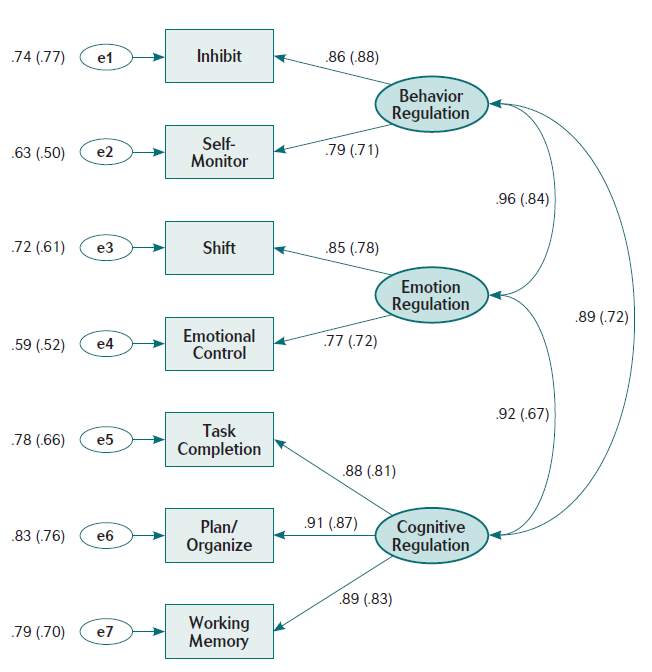 .74 (.77) e1 Inhibit .86 (.88)
Behavior
Regulation
.63 (.50) e2 Self-
Monitor
.79 (.71)
.96 (.84)
.72 (.61) e3 Shift .85 (.78)
Emotion
Regulation
.89 (.72)
.59 (.52) e4 Emotional
Control
.77 (.72)
.92 (.67)
.78 (.66) e5 Task
Completion
.88 (.81)
.83 (.76) e6 Plan/
Organize
.91 (.87)
Cognitive
Regulation
.89 (.83)
.79 (.70) e7 Working
Memory